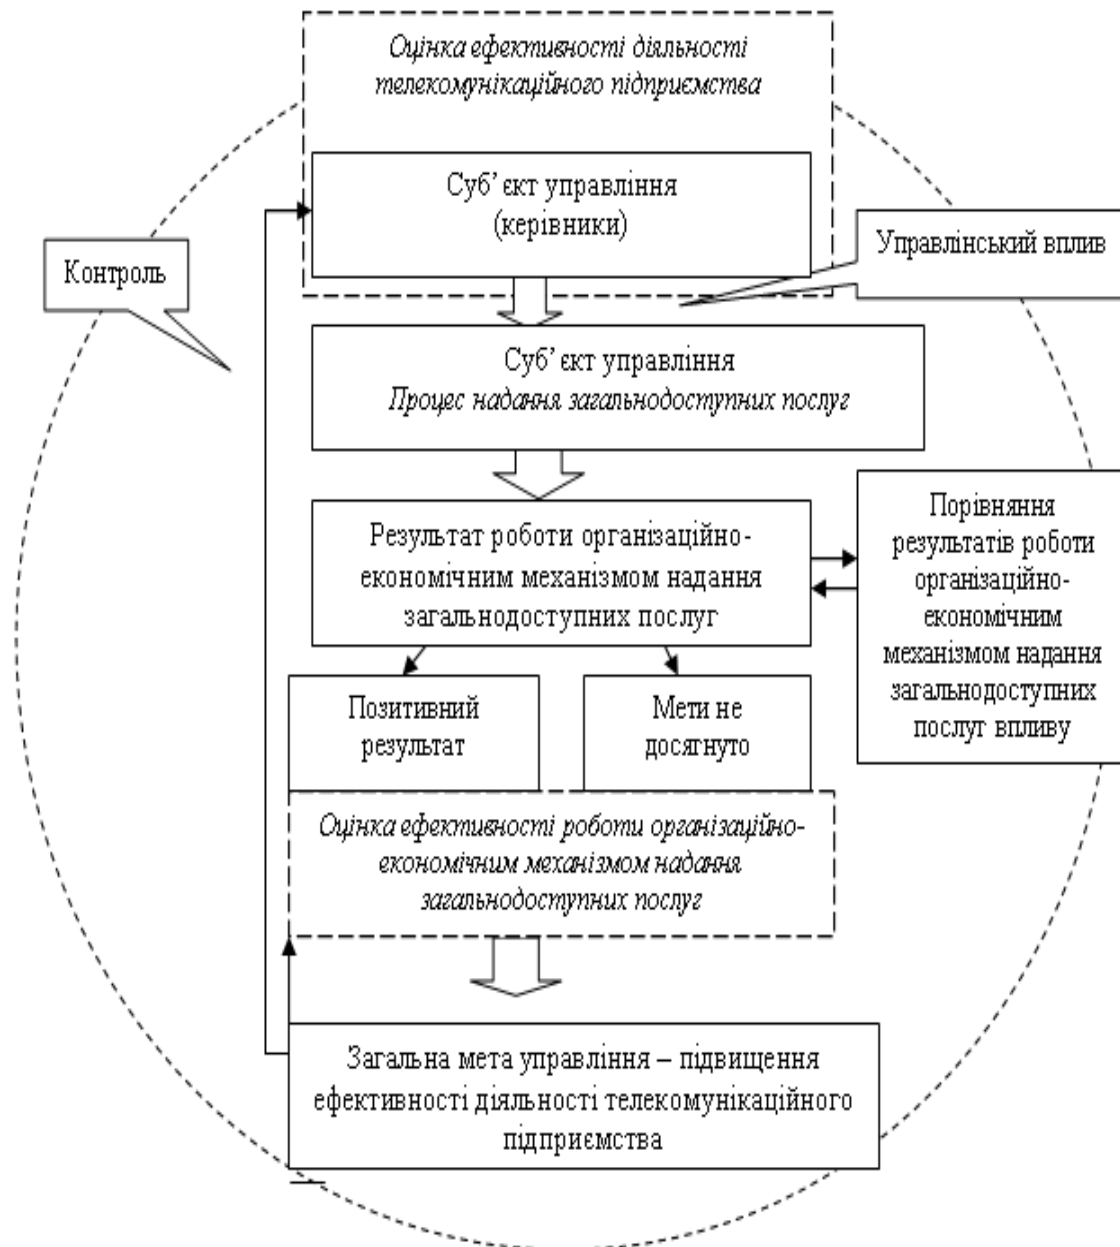 Оцінка ефективності діяльності
телекомунікаційного підприємства
Суб’ єкт управління
(керівники)
Управлінський вплив
Контроль
Суб’ єкт управління
Процес надання загальнодоступних послуг
Результат роботи організаційно-
економічним механізмом надання
загальнодоступних послуг
Порівняння
результатів роботи
організаційно-
економічним
механізмом надання
загальнодоступних
послуг впливу
Позитивний
результат
Мети не
досягнуто
Оцінка ефективності роботи організаційно-
економічним механізмом надання
загальнодоступних послуг
Загальна мета управління – підвищення
ефективності діяльності телекомунікаційного
підприємства